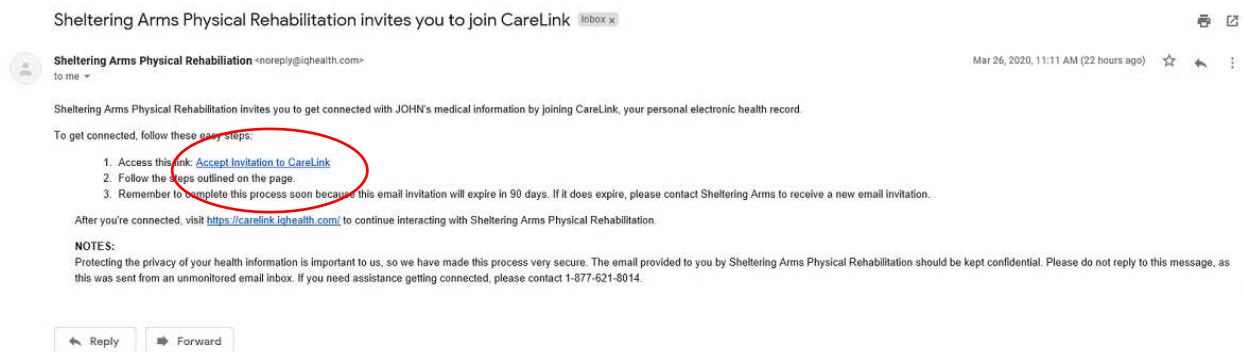 Sheltering Arms Physical Rehabilitation invites you to join CareLink Inbox x
Sheltering Arms Physical Rehabiliation <noreply@iqhealth.com> Mar 26, 2020, 11:11 AM (22 hours ago)
to me
Sheltering Arms Physical Rehabilitation invites you to get connected with JOHN's medical information by joining CareLink, your personal electronic health record.
To get connected, follow these easy steps:
1. Access this link: Accept Invitation to CareLink
2. Follow the steps outlined on the page.
3. Remember to complete this process soon because this email invitation will expire in 90 days. If it does expire, please contact Sheltering Arms to receive a new email invitation.
After you're connected, visit https://carelink.iqhealth.com/ to continue interacting with Sheltering Arms Physical Rehabilitation.
NOTES:
Protecting the privacy of your health information is important to us, so we have made this process very secure. The email provided to you by Sheltering Arms Physical Rehabilitation should be kept confidential. Please do not reply to this message, as
this was sent from an unmonitored email inbox. If you need assistance getting connected, please contact 1-877-621-8014.
Reply Forward